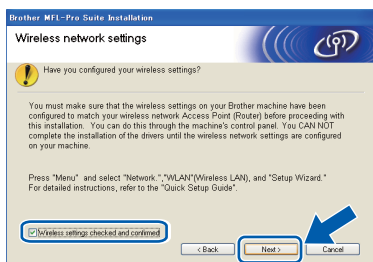 Brother MFL-Pro Suite Installation
Wireless network settings
Have you configured your wireless settings?
You must make sure that the wireless settings on your Brother machine have been
configured to match your wireless network Access Point (Router) before proceeding with
this installation. You can do this through the machine's control panel. You CAN NOT
complete the installation of the drivers until the wireless network settings are configured
on your machine.
Press "Menu" and select "Network.","WLAN"(Wireless LAN), and "Setup Wizard."
For detailed instructions, refer to the "Quick Setup Guide".
Wireless settings checked and confirmed
< Back Next > Cancel